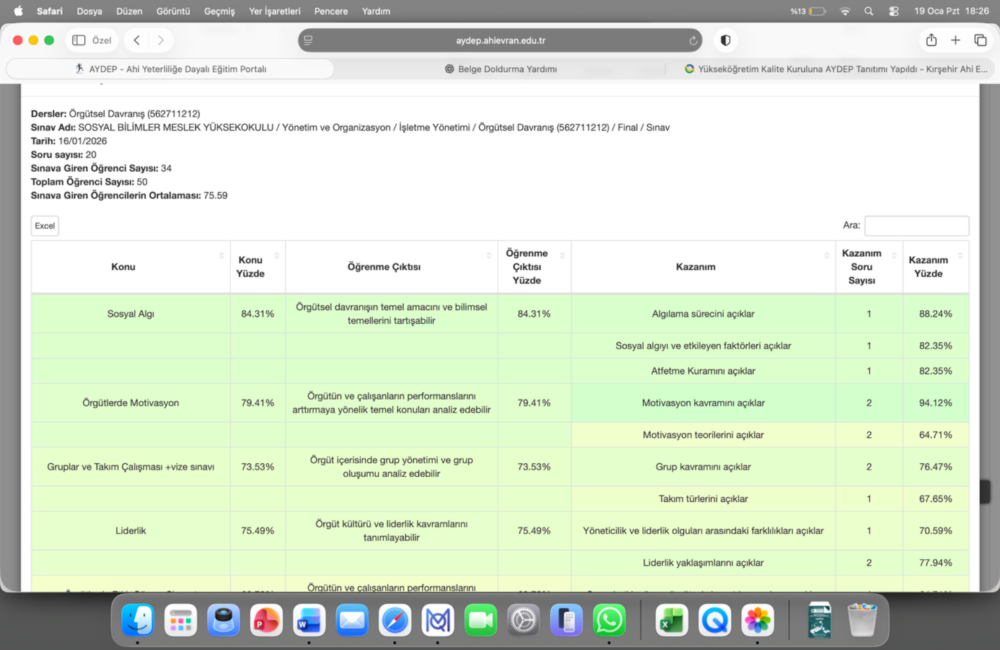 Safari Dosya Düzen Görüntü Geçmiş Yer İşaretleri Pencere Yardım %13 19 Oca Pzt 18:26
Özel aydep.ahievran.edu.tr
AYDEP - Ahi Yeterliliğe Dayalı Eğitim Portalı Belge Doldurma Yardımı Yükseköğretim Kalite Kuruluna AYDEP Tanıtımı Yapıldı - Kırşehir Ahi E...
Dersler: Örgütsel Davranış (562711212)
Sınav Adı: SOSYAL BİLİMLER MESLEK YÜKSEKOKULU / Yönetim ve Organizasyon / İşletme Yönetimi / Örgütsel Davranış (562711212) / Final / Sınav
Tarih: 16/01/2026
Soru sayısı: 20
Sınava Giren Öğrenci Sayısı: 34
Toplam Öğrenci Sayısı: 50
Sınava Giren Öğrencilerin Ortalaması: 75.59
Excel Ara:
Konu Konu Yüzde Öğrenme Çıktısı Öğrenme Çıktısı Yüzde Kazanım Kazanım Soru Sayısı Kazanım Yüzde
Sosyal Algı 84.31% Örgütsel davranışın temel amacını ve bilimsel temellerini tartışabilir 84.31% Algılama sürecini açıklar 1 88.24%
Sosyal algıyı ve etkileyen faktörleri açıklar 1 82.35%
Atfetme Kuramını açıklar 1 82.35%
Örgütlerde Motivasyon 79.41% Örgütün ve çalışanların performanslarını arttırmaya yönelik temel konuları analiz edebilir 79.41% Motivasyon kavramını açıklar 2 94.12%
Motivasyon teorilerini açıklar 2 64.71%
Gruplar ve Takım Çalışması +vize sınavı 73.53% Örgüt içerisinde grup yönetimi ve grup oluşumu analiz edebilir 73.53% Grup kavramını açıklar 2 76.47%
Takım türlerini açıklar 1 67.65%
Liderlik 75.49% Örgüt kültürü ve liderlik kavramlarını tanımlayabilir 75.49% Yöneticilik ve liderlik olguları arasındaki farklılıkları açıklar 1 70.59%
Liderlik yaklaşımlarını açıklar 2 77.94%
Örgütün ve çalışanların performanslarını